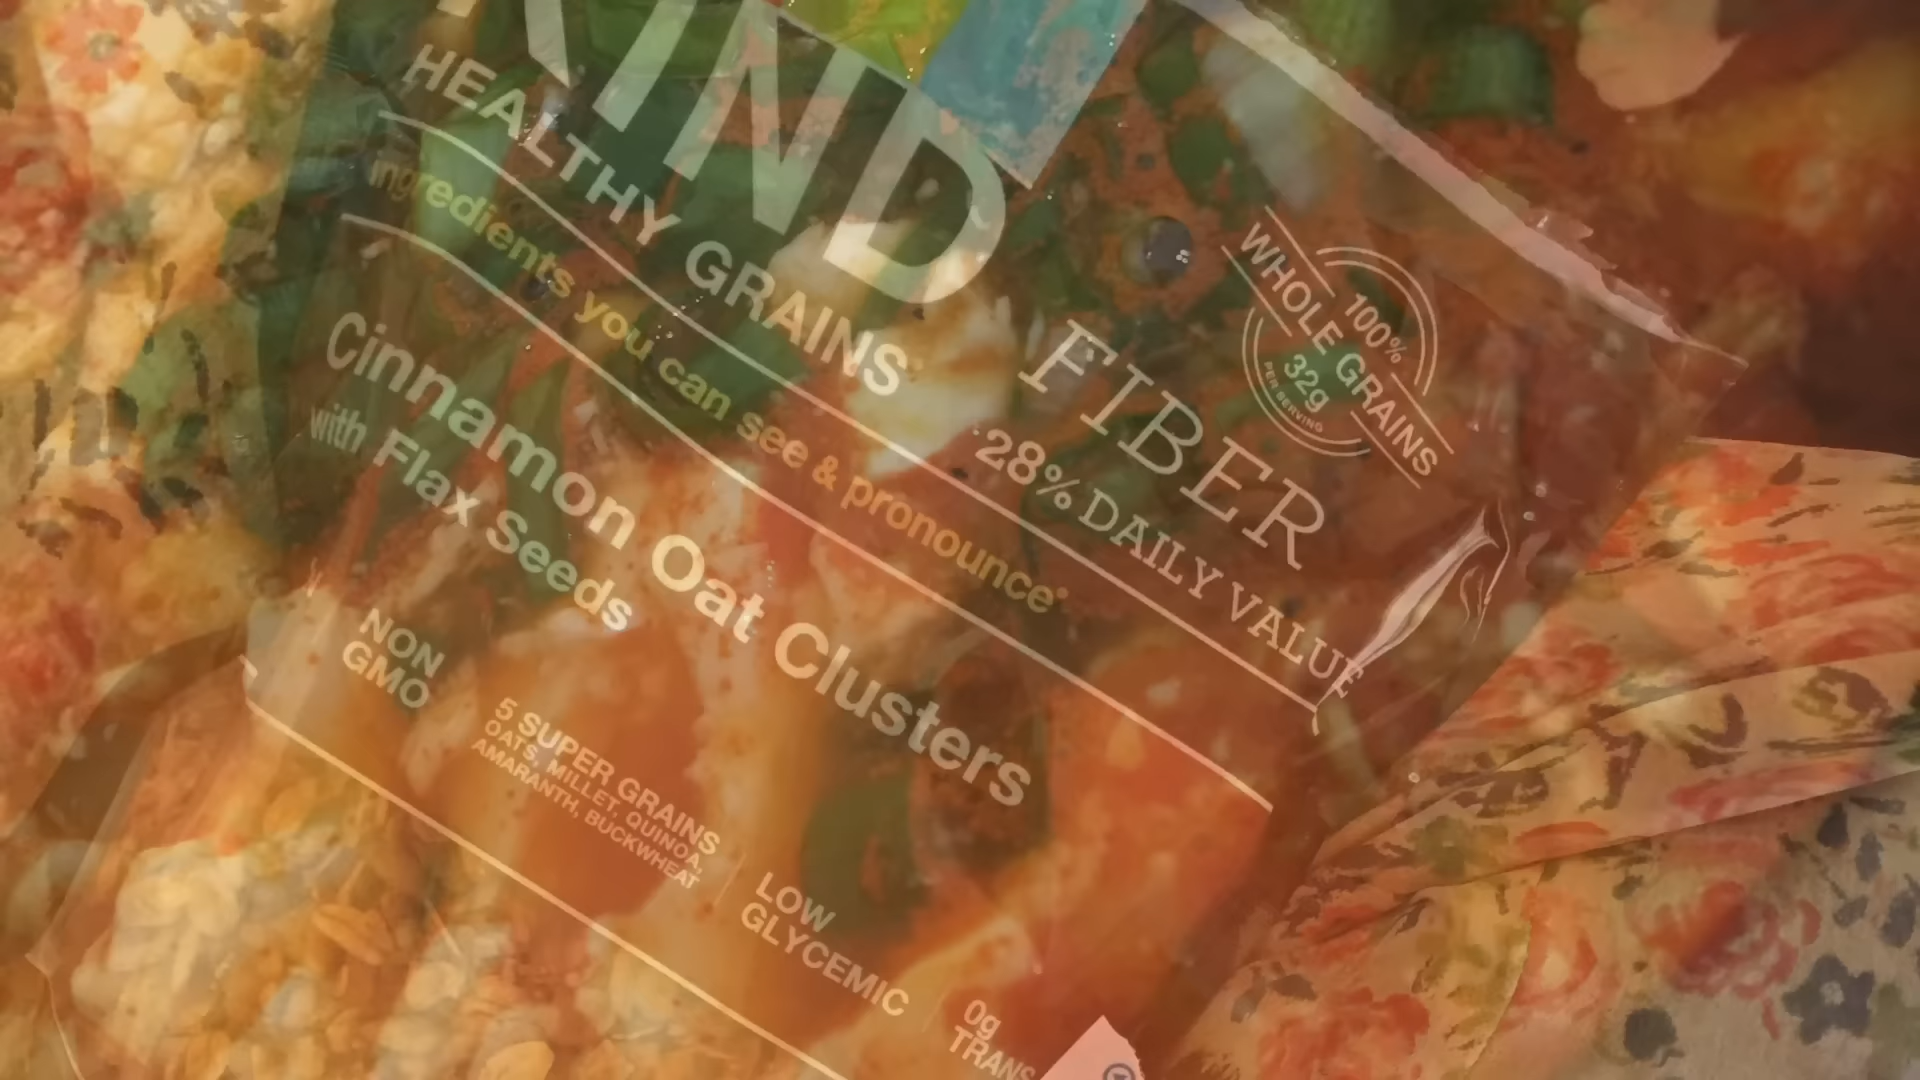 KIND
HEALTHY GRAINS
ingredients you can see & pronounce
Cinnamon Oat Clusters
with Flax Seeds
FIBER
28% DAILY VALUE
100%
WHOLE GRAINS
32g
PER SERVING
NON
GMO
5 SUPER GRAINS
OATS, MILLET, QUINOA,
AMARANTH, BUCKWHEAT
LOW
GLYCEMIC
0g
TRANS